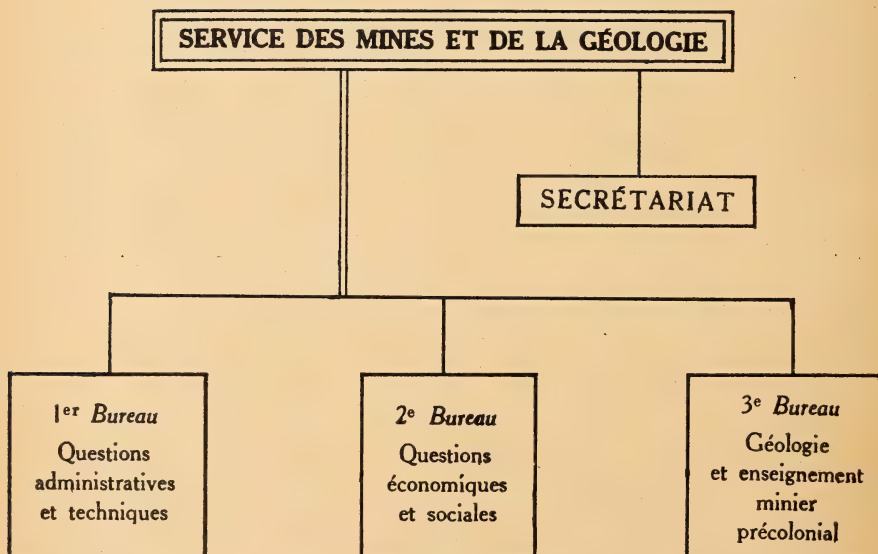 SERVICE DES MINES ET DE LA GÉOLOGIE
SECRÉTARIAT
1er Bureau
Questions
administratives
et techniques
2e Bureau
Questions
économiques
et sociales
3e Bureau
Géologie
et enseignement
minier
précolonial